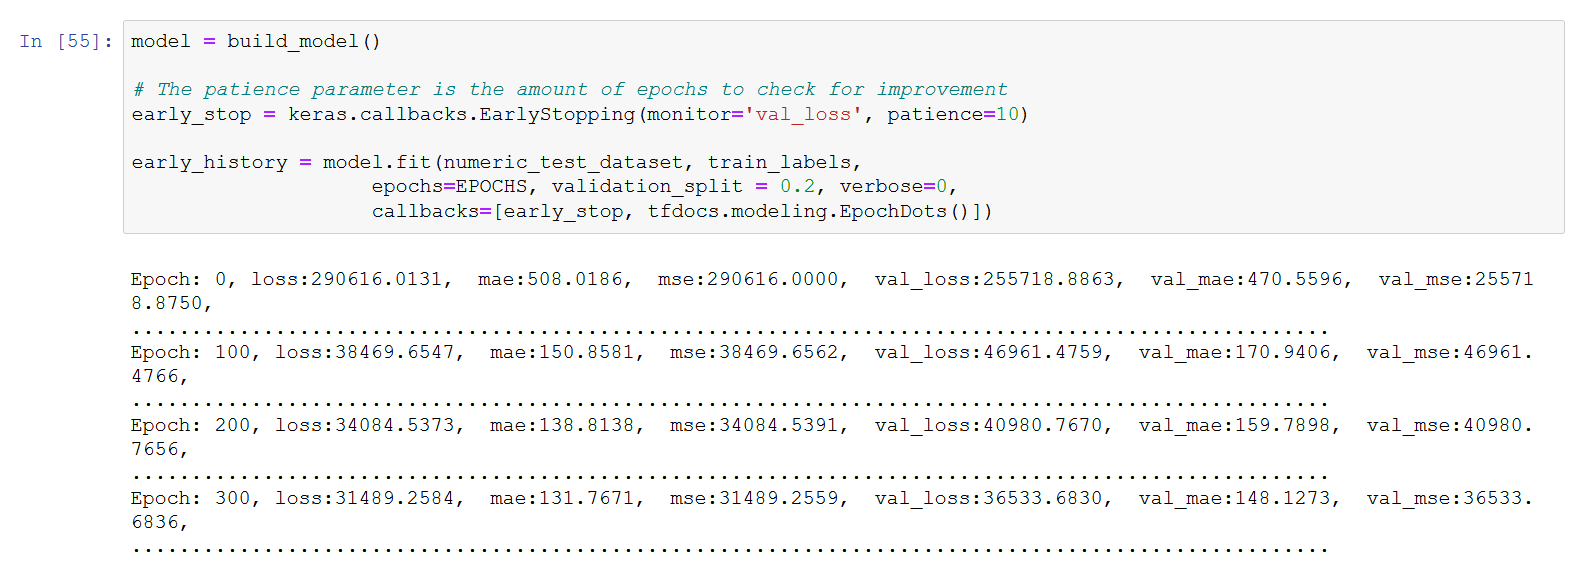 In [55]: model = build_model()
# The patience parameter is the amount of epochs to check for improvement
early_stop = keras.callbacks.EarlyStopping(monitor='val_loss', patience=10)
early_history = model.fit(numeric_test_dataset, train_labels,
epochs=EPOCHS, validation_split = 0.2, verbose=0,
callbacks=[early_stop, tfdocs.modeling.EpochDots()])
Epoch: 0, loss:290616.0131,  mae:508.0186,  mse:290616.0000,  val_loss:255718.8863,  val_mae:470.5596,  val_mse:25571
8.8750,
....................................................................................................
Epoch: 100, loss:38469.6547,  mae:150.8581,  mse:38469.6562,  val_loss:46961.4759,  val_mae:170.9406,  val_mse:46961.
4766,
....................................................................................................
Epoch: 200, loss:34084.5373,  mae:138.8138,  mse:34084.5391,  val_loss:40980.7670,  val_mae:159.7898,  val_mse:40980.
7656,
....................................................................................................
Epoch: 300, loss:31489.2584,  mae:131.7671,  mse:31489.2559,  val_loss:36533.6830,  val_mae:148.1273,  val_mse:36533.
6836,
....................................................................................................